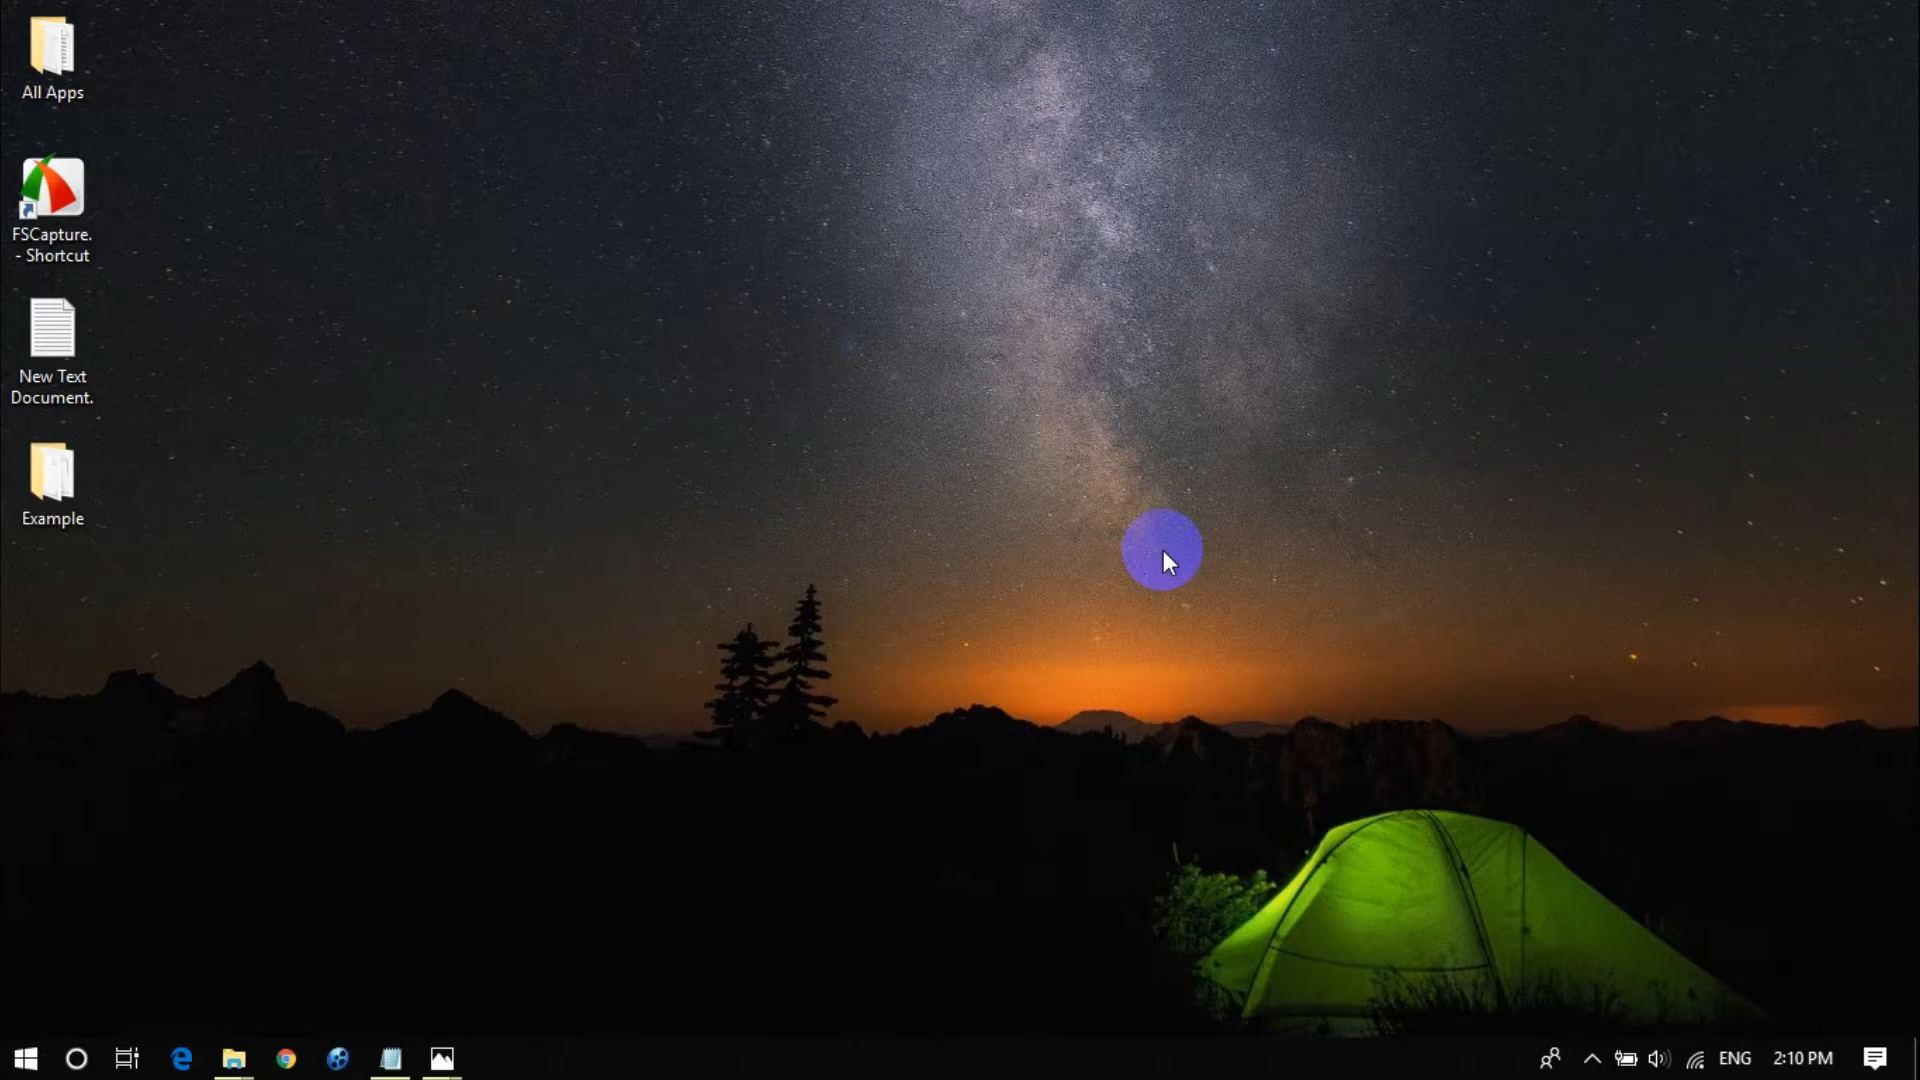 All Apps
FSCapture.
- Shortcut
New Text
Document.
Example
ENG
2:10 PM